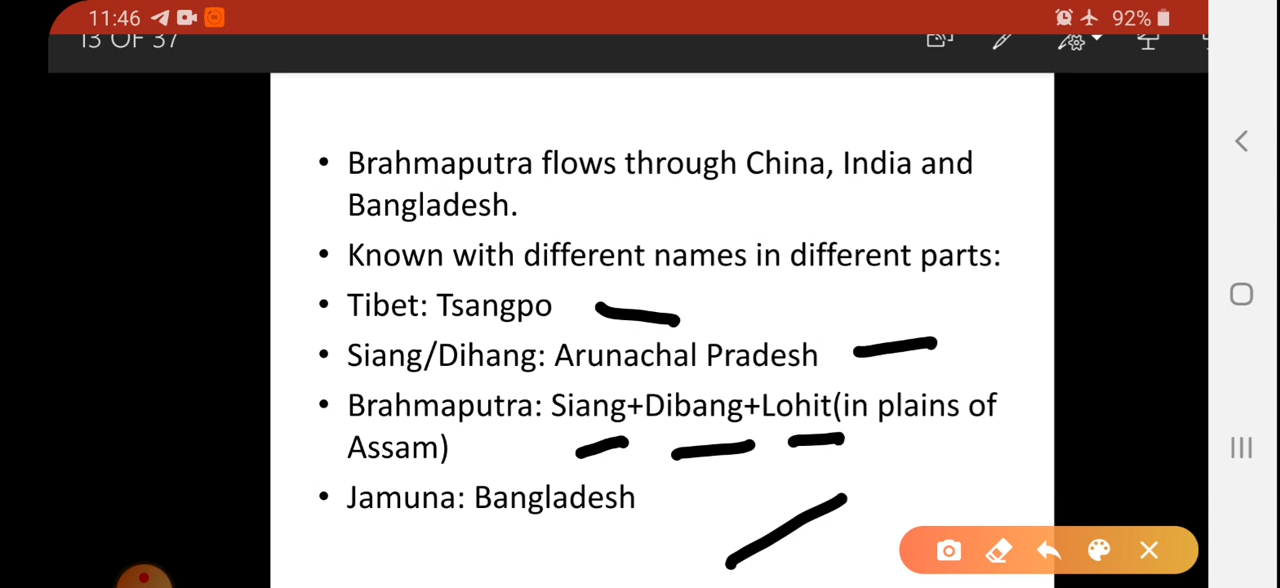 11:46
92%
13 OF 37
• Brahmaputra flows through China, India and
Bangladesh.
• Known with different names in different parts:
• Tibet: Tsangpo
• Siang/Dihang: Arunachal Pradesh
• Brahmaputra: Siang+Dibang+Lohit(in plains of
Assam)
• Jamuna: Bangladesh